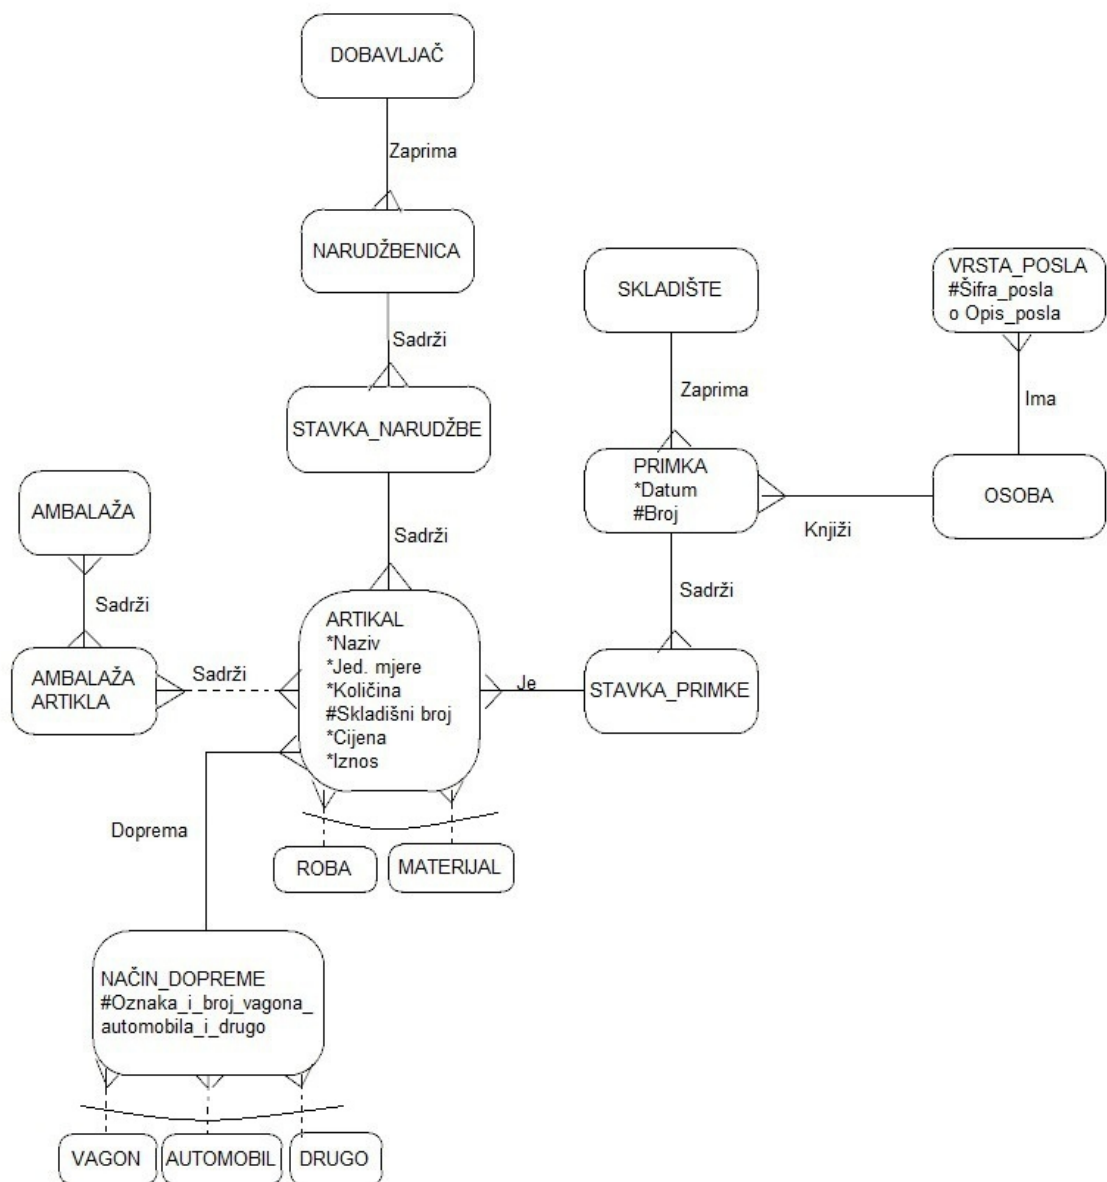 DOBAVLJAČ
Zaprima
NARUDŽBENICA
Sadrži
STAVKA_NARUDŽBE
Sadrži
SKLADIŠTE
Zaprima
VRSTA_POSLA
#Šifra_posla
o Opis_posla
Ima
PRIMKA
*Datum
#Broj
Knjiži
OSOBA
Sadrži
STAVKA_PRIMKE
Je
AMBALAŽA
Sadrži
AMBALAŽA
ARTIKLA
Sadrži
ARTIKAL
*Naziv
*Jed. mjere
*Količina
#Skladišni broj
*Cijena
*Iznos
ROBA
MATERIJAL
Doprema
NAČIN_DOPREME
#Oznaka_i_broj_vagona_
automobila_i_drugo
VAGON
AUTOMOBIL
DRUGO